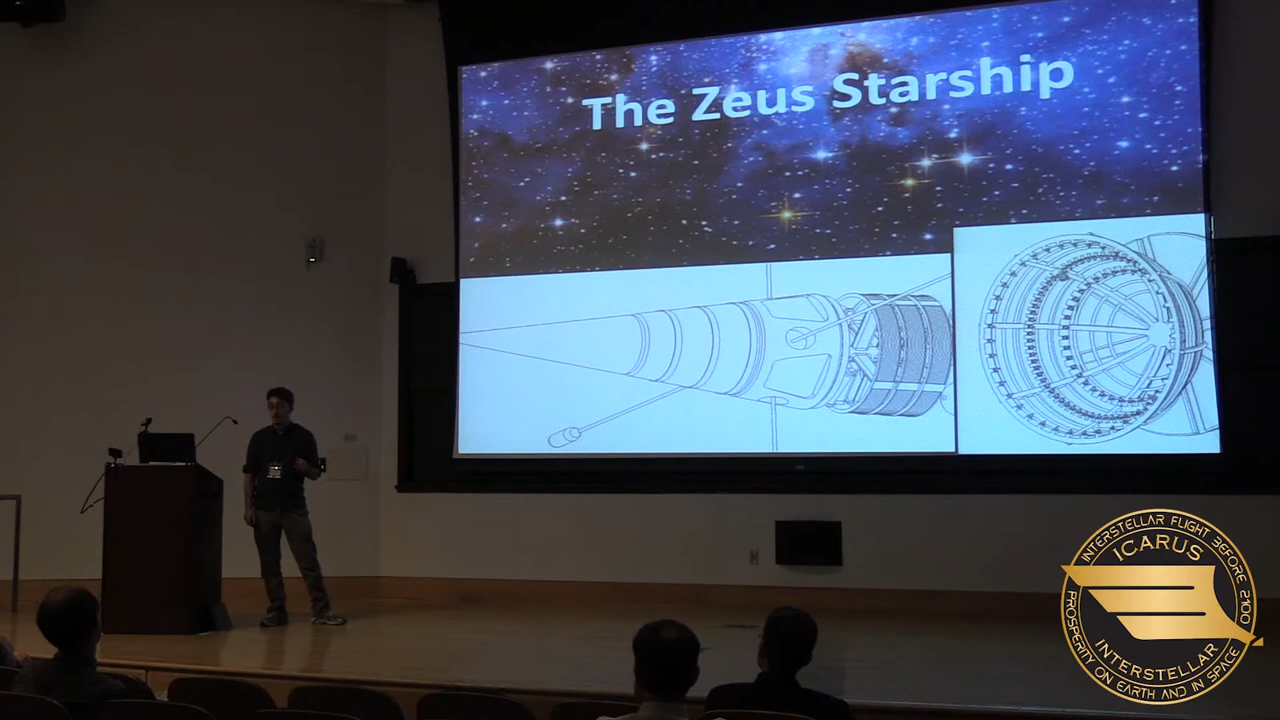 The Zeus Starship
INTERSTELLAR FLIGHT BEFORE 2100
ICARUS
INTERSTELLAR
PROSPERITY ON EARTH AND IN SPACE